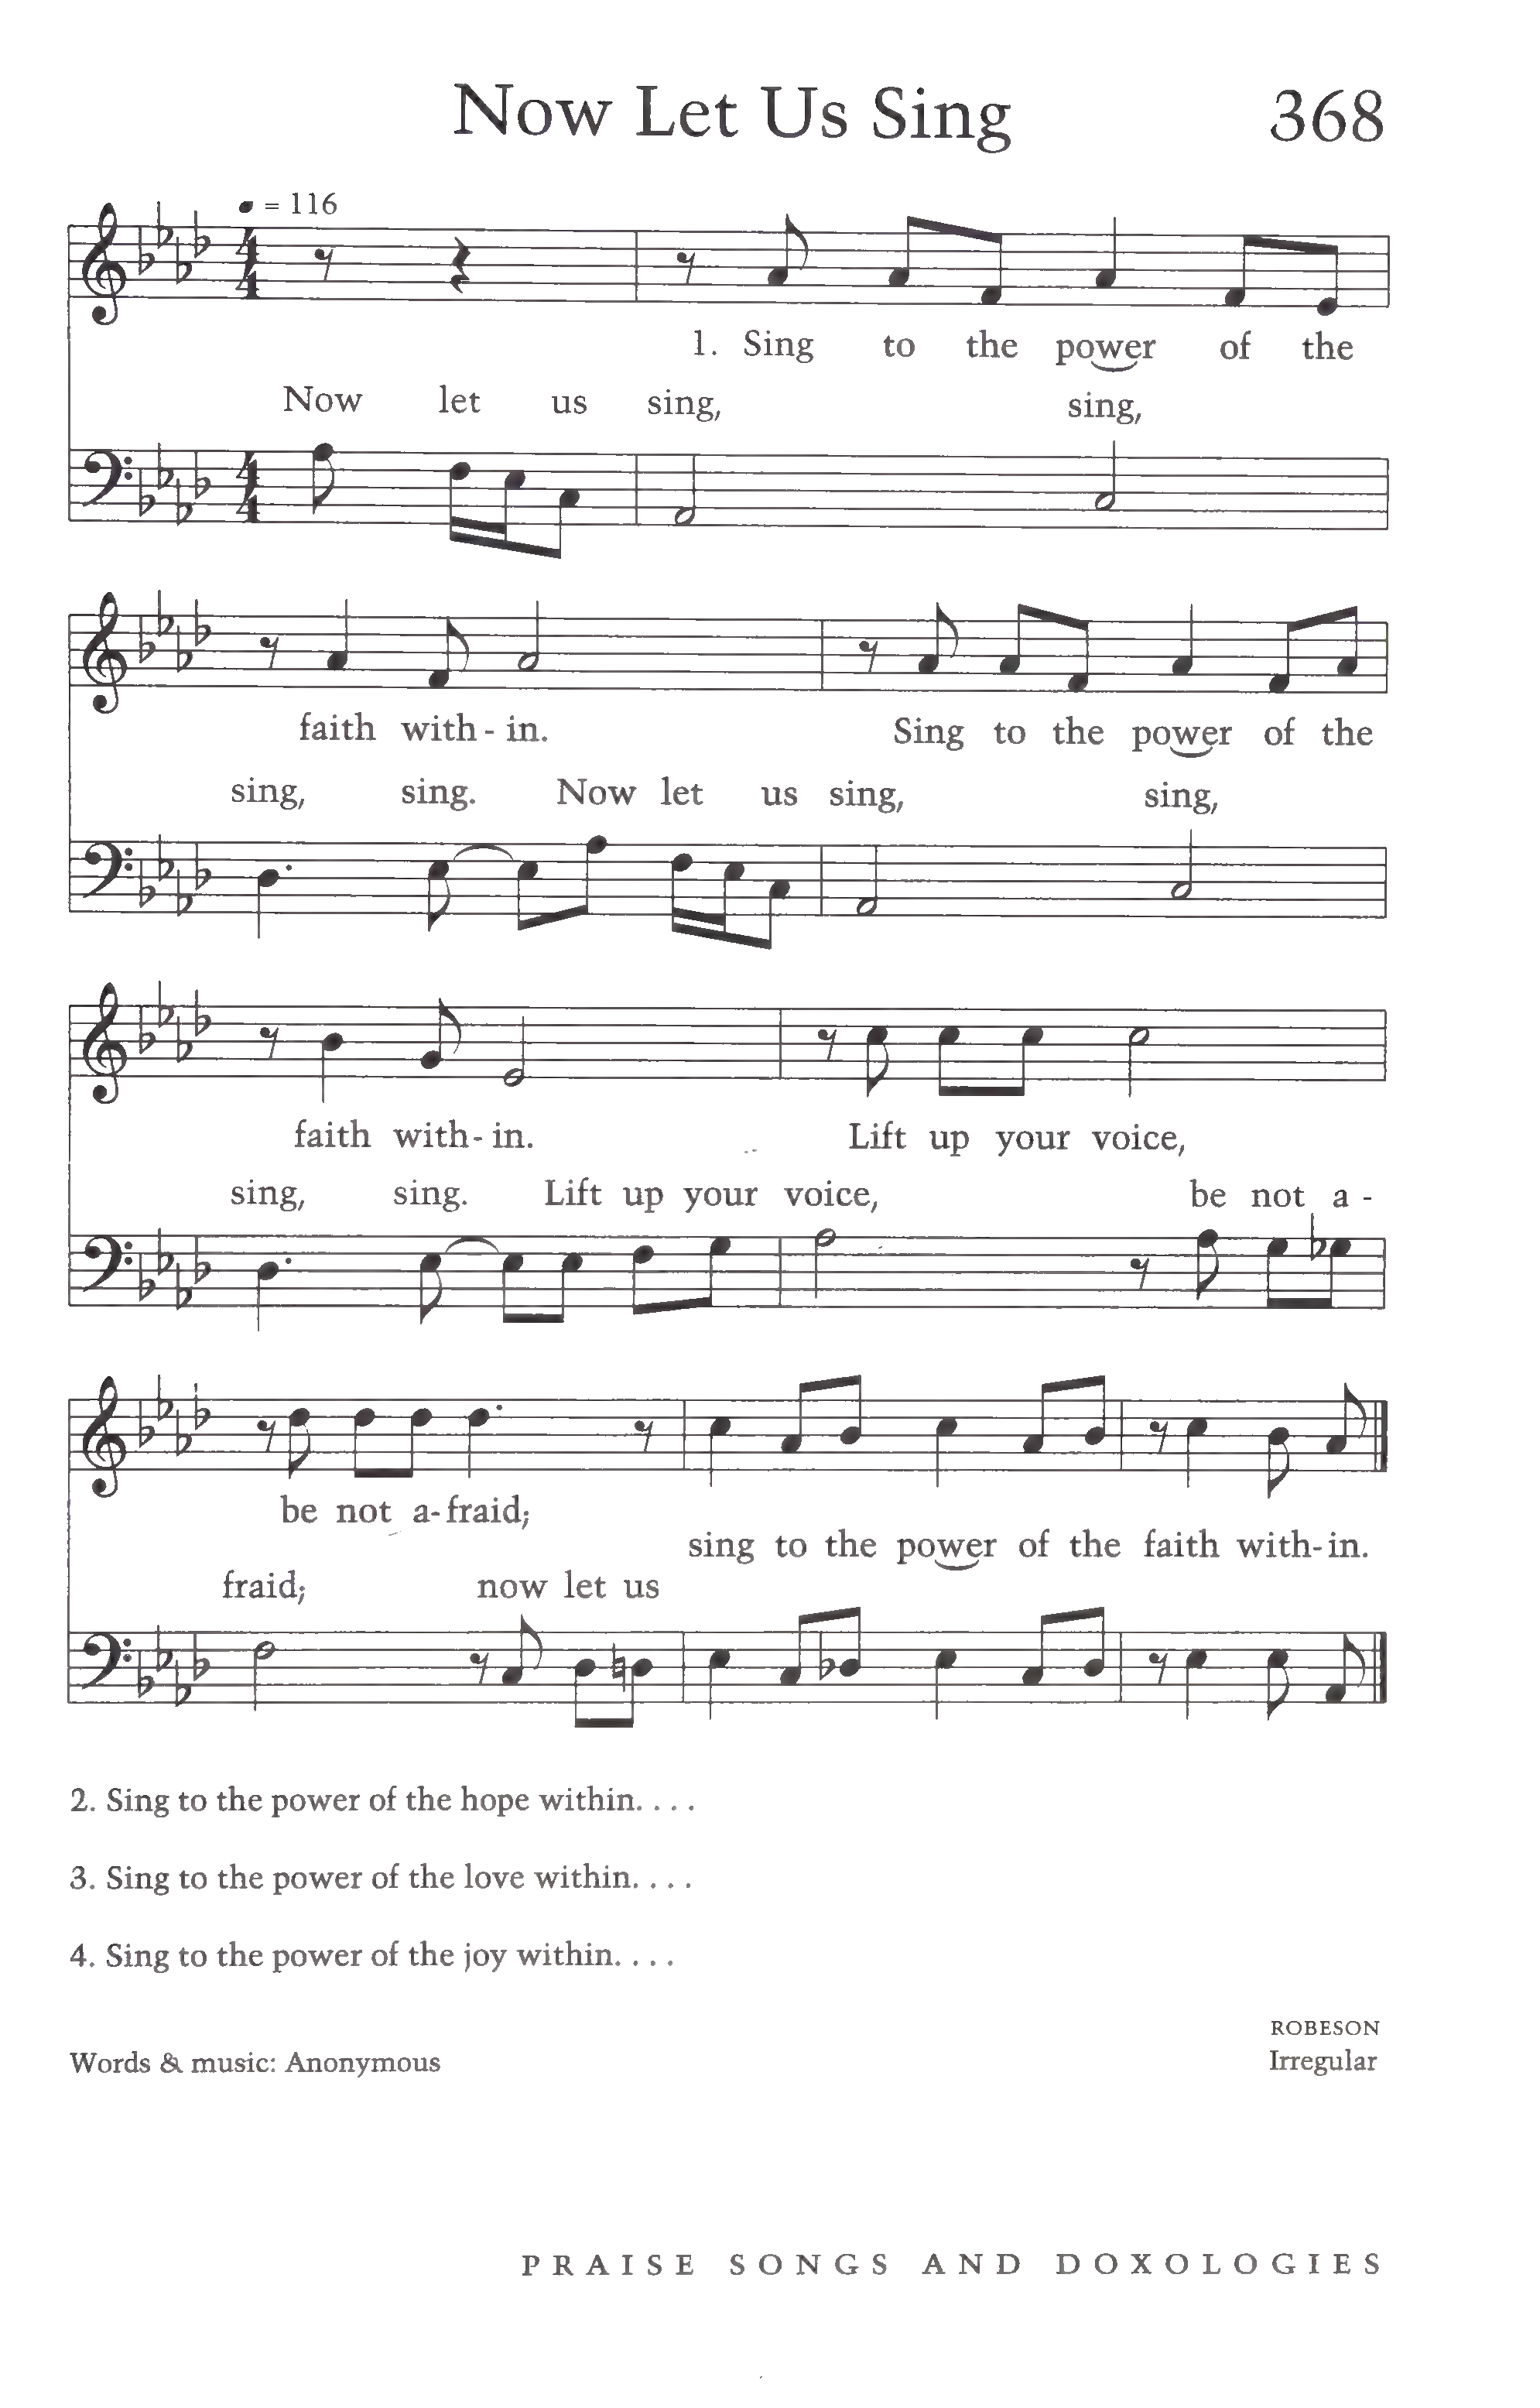 Now Let Us Sing 368
= 116
4 4
1. Sing to the power of the
Now let us sing, sing,
4 4
faith with - in. Sing to the power of the
sing, sing. Now let us sing, sing,
faith with - in. Lift up your voice,
sing, sing. Lift up your voice, be not a -
be not a - fraid;
sing to the power of the faith with - in.
fraid; now let us
2. Sing to the power of the hope within. . . .
3. Sing to the power of the love within. . . .
4. Sing to the power of the joy within. . . .
ROBESON
Words & music: Anonymous Irregular
PRAISE SONGS AND DOXOLOGIES